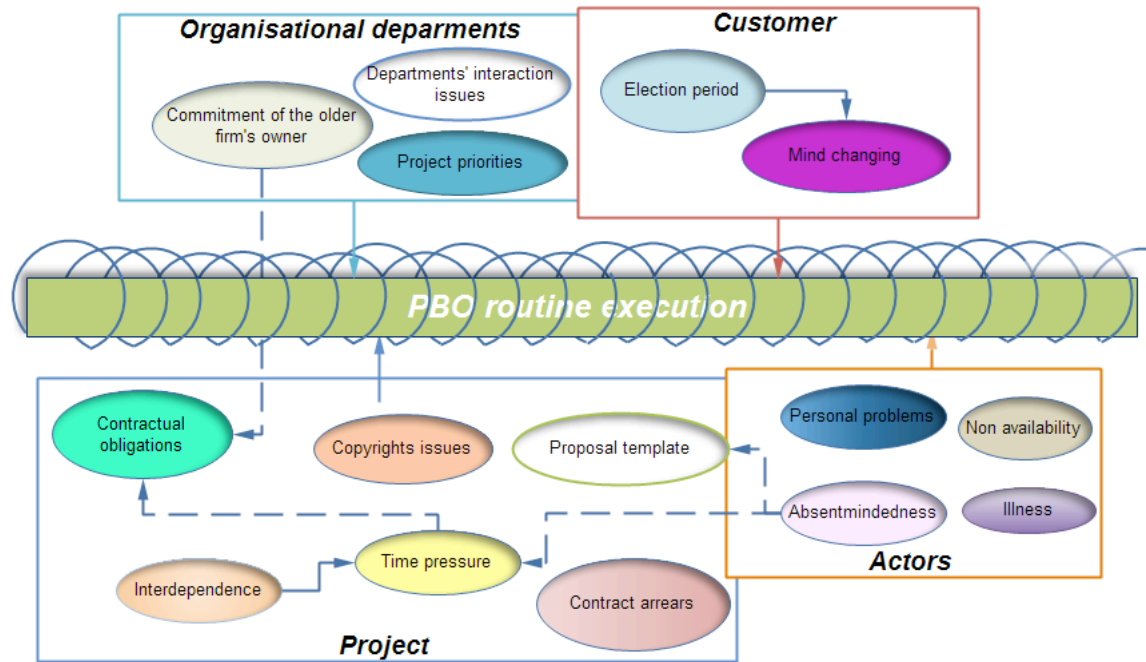 Organisational deparments
Departments' interaction
issues
Commitment of the older
firm's owner
Project priorities
Customer
Election period
Mind changing
PBO routine execution
Contractual
obligations
Copyrights issues
Proposal template
Time pressure
Interdependence
Contract arrears
Project
Personal problems
Non availability
Absentmindedness
Illness
Actors